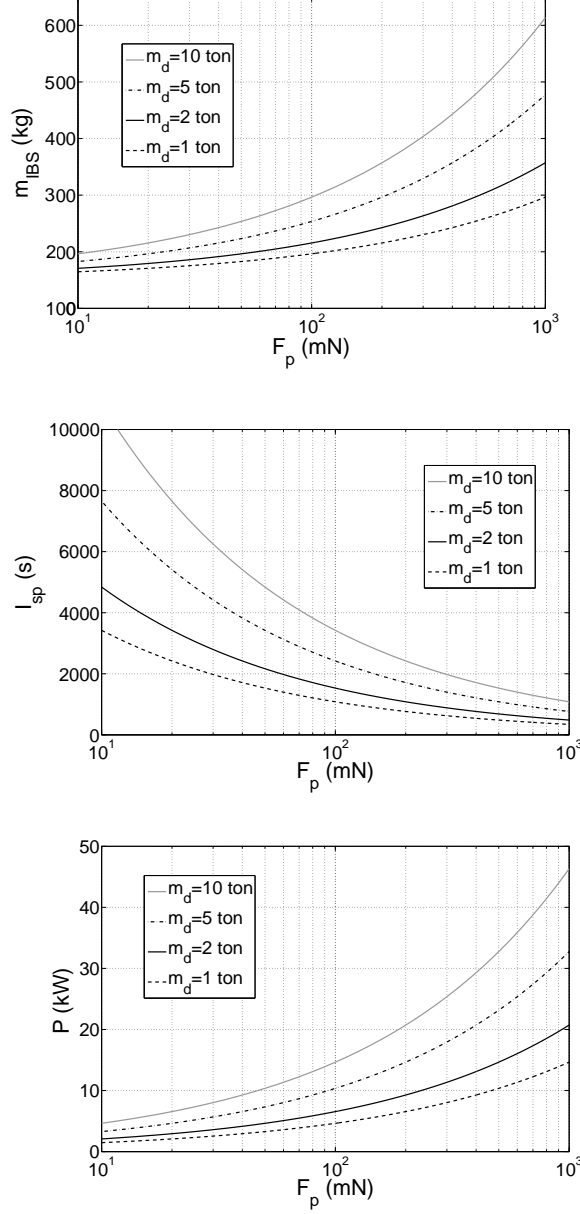 600
500
400
300
200
100
m_IBS (kg)
m_d=10 ton
m_d=5 ton
m_d=2 ton
m_d=1 ton
10^1
10^2
10^3
F_p (mN)
10000
8000
6000
4000
2000
0
I_sp (s)
m_d=10 ton
m_d=5 ton
m_d=2 ton
m_d=1 ton
10^1
10^2
10^3
F_p (mN)
50
40
30
20
10
0
P (kW)
m_d=10 ton
m_d=5 ton
m_d=2 ton
m_d=1 ton
10^1
10^2
10^3
F_p (mN)